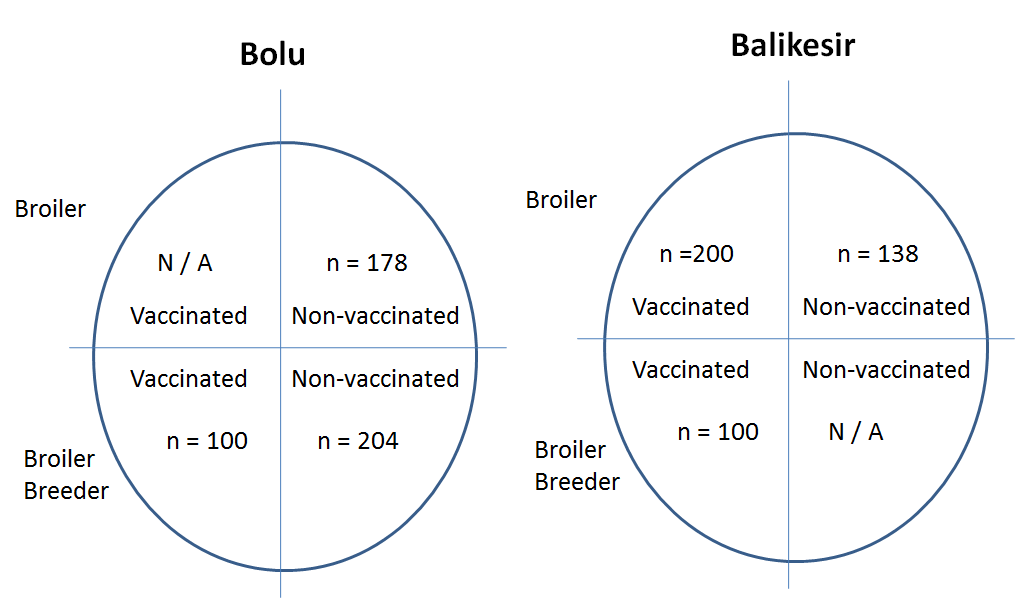 Bolu
Broiler
N / A
n = 178
Vaccinated
Non-vaccinated
Vaccinated
Non-vaccinated
n = 100
n = 204
Broiler
Breeder
Balikesir
Broiler
n =200
n = 138
Vaccinated
Non-vaccinated
Vaccinated
Non-vaccinated
n = 100
N / A
Broiler
Breeder